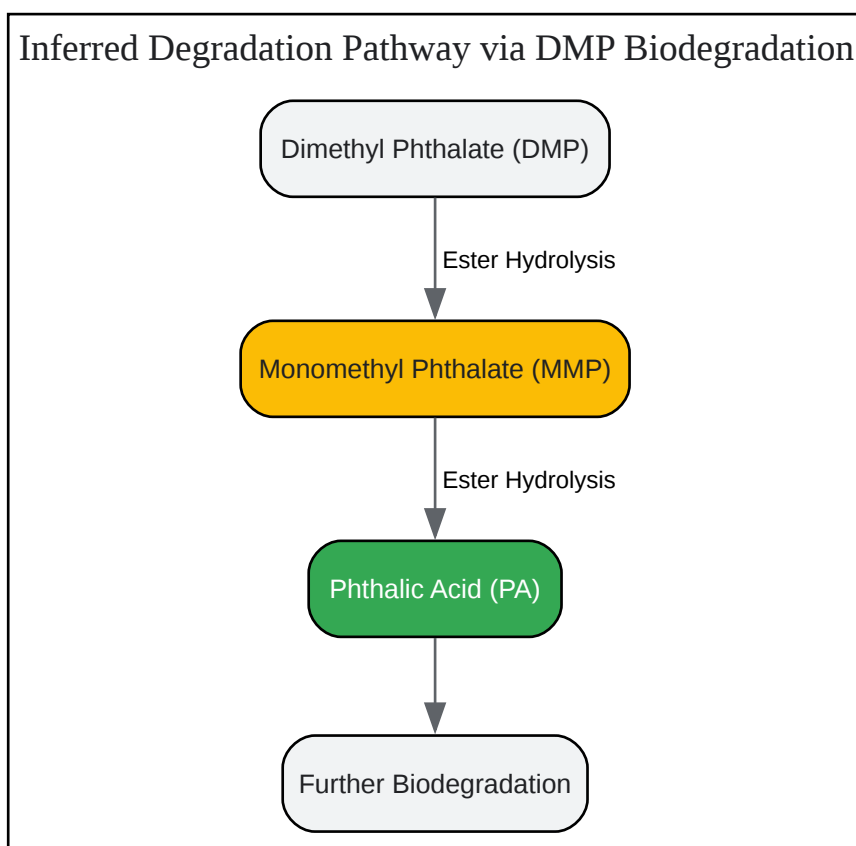 Inferred Degradation Pathway via DMP Biodegradation
Dimethyl Phthalate (DMP)
Ester Hydrolysis
Monomethyl Phthalate (MMP)
Ester Hydrolysis
Phthalic Acid (PA)
Further Biodegradation